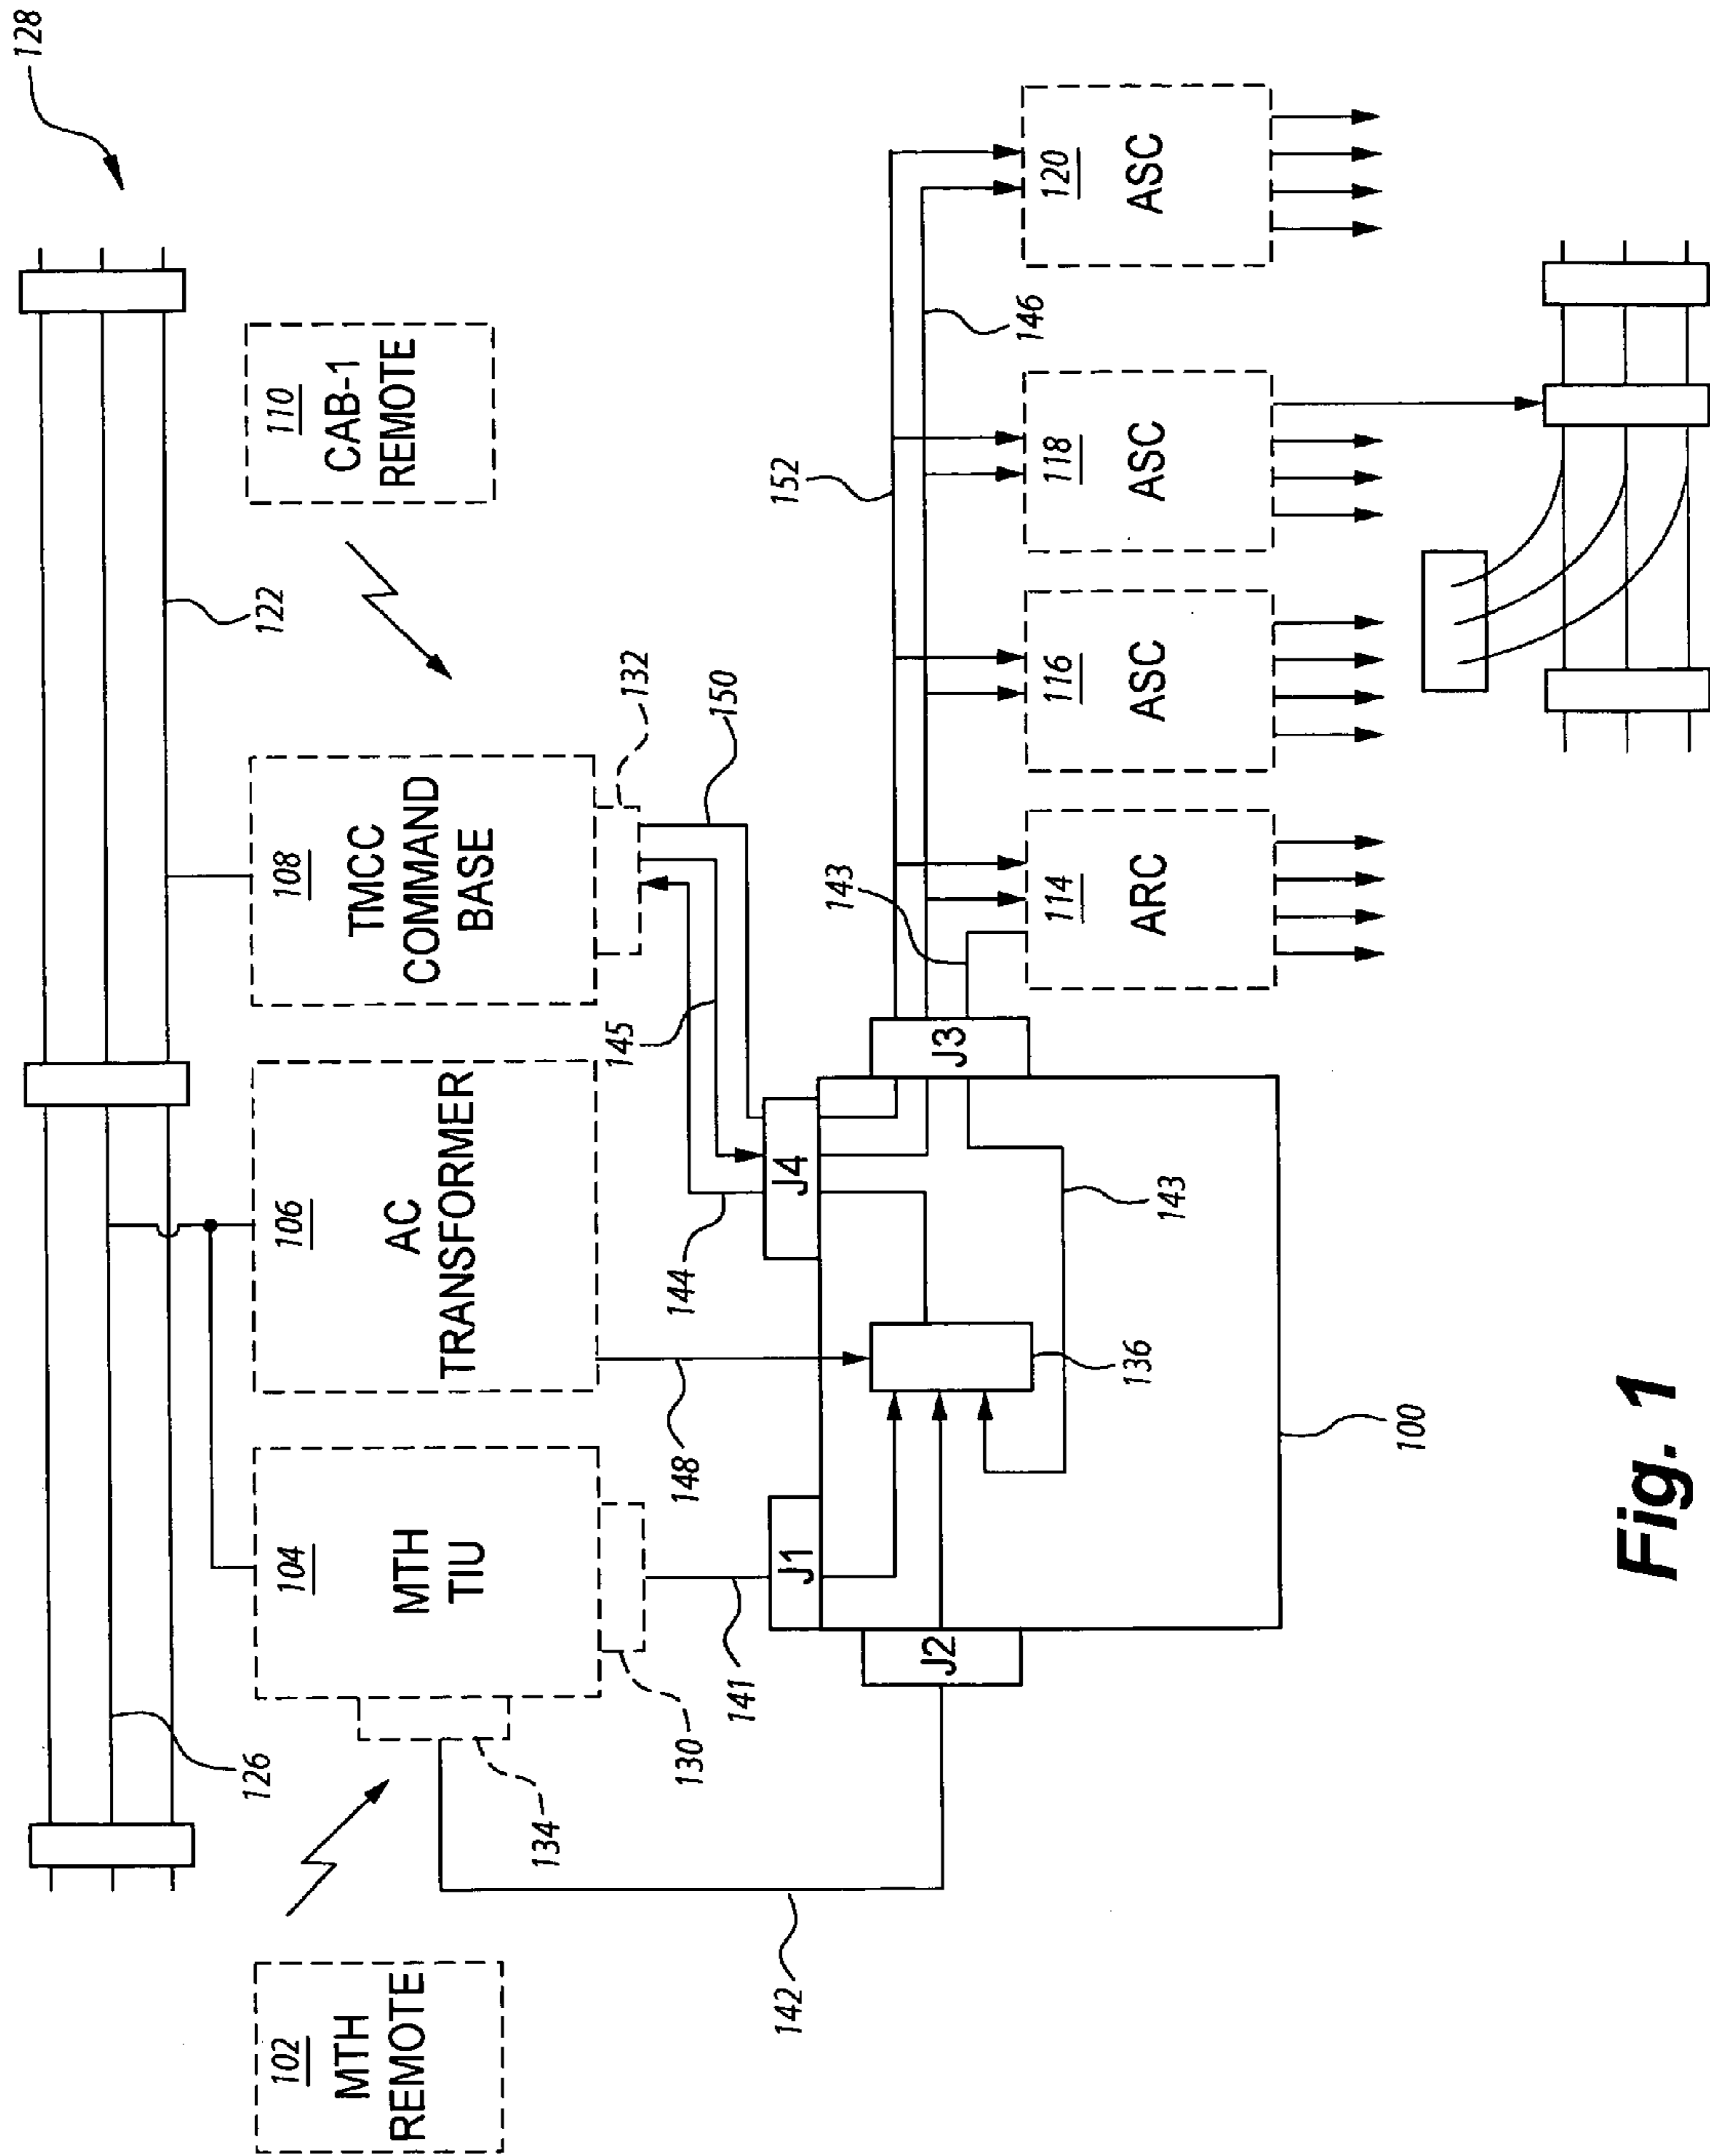 128
126
122
102
MTH
REMOTE
104
MTH
TIU
106
AC
TRANSFORMER
108
TMCC
COMMAND
BASE
110
CAB-1
REMOTE
134
130
132
142
141
148
144
145
150
J1
J2
J4
J3
136
143
100
143
152
146
114
ARC
116
ASC
118
ASC
120
ASC
Fig. 1